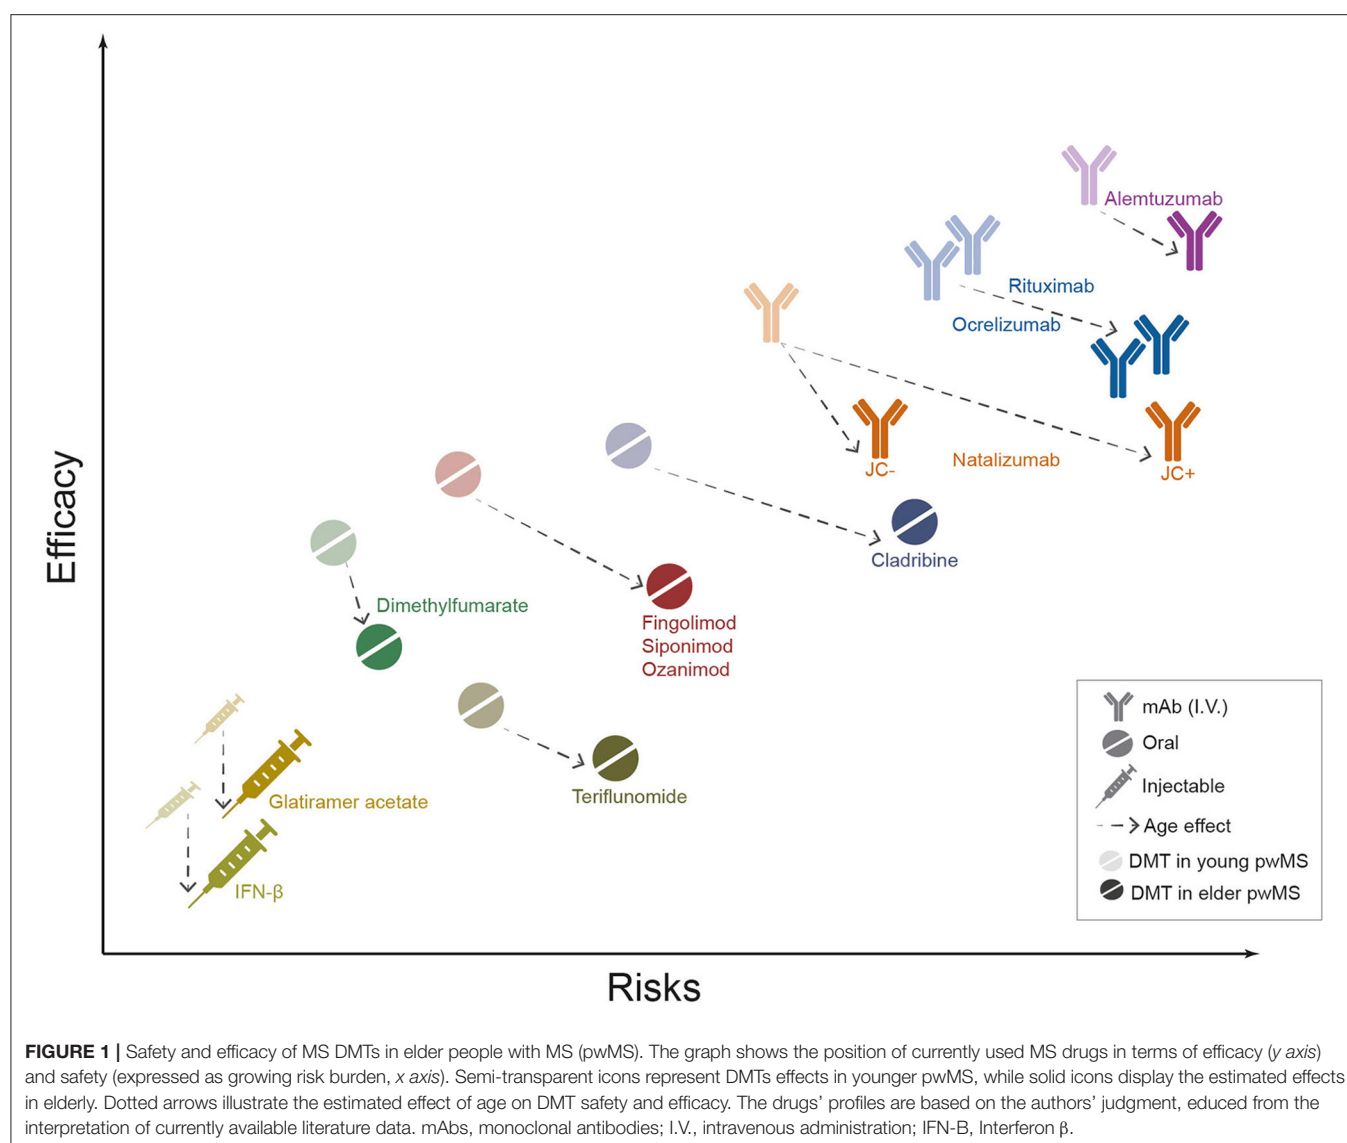 Efficacy
Alemtuzumab
Rituximab
Ocrelizumab
JC-
Natalizumab
JC+
Cladribine
Dimethylfumarate
Fingolimod
Siponimod
Ozanimod
Teriflunomide
Glatiramer acetate
IFN-β
mAb (I.V.)
Oral
Injectable
Age effect
DMT in young pwMS
DMT in elder pwMS
Risks
FIGURE 1 | Safety and efficacy of MS DMTs in elder people with MS (pwMS). The graph shows the position of currently used MS drugs in terms of efficacy (y axis)
and safety (expressed as growing risk burden, x axis). Semi-transparent icons represent DMTs effects in younger pwMS, while solid icons display the estimated effects
in elderly. Dotted arrows illustrate the estimated effect of age on DMT safety and efficacy. The drugs' profiles are based on the authors' judgment, educed from the
interpretation of currently available literature data. mAbs, monoclonal antibodies; I.V., intravenous administration; IFN-B, Interferon β.